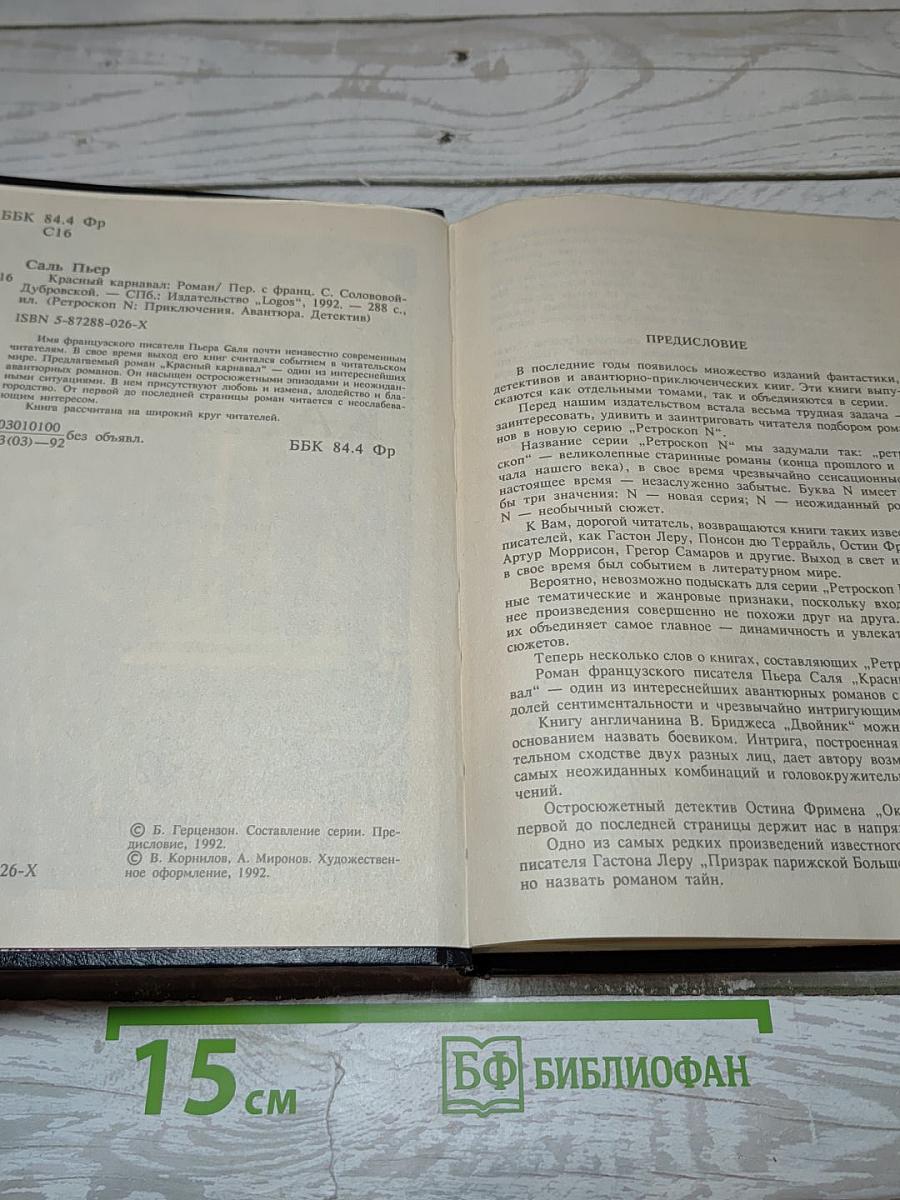 ББК 84.4 Фр
С16
Саль Пьер
16 Красный карнавал: Роман/ Пер. с франц. С. Солововой-
Дубровской. — СПб.: Издательство „Logos“, 1992. — 288 с.,
ил. (Ретроскоп N: Приключения. Авантюра. Детектив)
ISBN 5-87288-026-X
Имя французского писателя Пьера Саля почти неизвестно современным
читателям. В свое время выход его книг считался событием в читательском
мире. Предлагаемый роман „Красный карнавал“ — один из интереснейших
авантюрных романов. Он насыщен остросюжетными эпизодами и неожидан-
ными ситуациями. В нем присутствуют любовь и измена, злодейство и бла-
городство. От первой до последней страницы роман читается с неослабева-
ющим интересом.
Книга рассчитана на широкий круг читателей.
03010100
3(03)—92 без объявл.
ББК 84.4 Фр
© Б. Герцензон. Составление серии. Пре-
дисловие, 1992.
© В. Корнилов, А. Миронов. Художествен-
ное оформление, 1992.
26-X
ПРЕДИСЛОВИЕ
В последние годы появилось множество изданий фантастики,
детективов и авантюрно-приключенческих книг. Эти книги выпу-
скаются как отдельными томами, так и объединяются в серии.
Перед нашим издательством встала весьма трудная задача —
заинтересовать, удивить и заинтриговать читателя подбором рома
нов в новую серию „Ретроскоп N“.
Название серии „Ретроскоп N“ мы задумали так: „ретр
скоп“ — великолепные старинные романы (конца прошлого и
чала нашего века), в свое время чрезвычайно сенсационные
настоящее время — незаслуженно забытые. Буква N имеет
бы три значения: N — новая серия; N — неожиданный ро
N — необычный сюжет.
К Вам, дорогой читатель, возвращаются книги таких извес
писателей, как Гастон Леру, Понсон дю Террайль, Остин Фр
Артур Моррисон, Грегор Самаров и другие. Выход в свет и
в свое время был событием в литературном мире.
Вероятно, невозможно подыскать для серии „Ретроскоп
ные тематические и жанровые признаки, поскольку вход
нее произведения совершенно не похожи друг на друга.
их объединяет самое главное — динамичность и увлекат
сюжетов.
Теперь несколько слов о книгах, составляющих „Ретр
Роман французского писателя Пьера Саля „Красн
вал“ — один из интереснейших авантюрных романов с
долей сентиментальности и чрезвычайно интригующим
Книгу англичанина В. Бриджеса „Двойник“ можн
основанием назвать боевиком. Интрига, построенная
тельном сходстве двух разных лиц, дает автору возм
самых неожиданных комбинаций и головокружитель
чений.
Остросюжетный детектив Остина Фримена „Ок
первой до последней страницы держит нас в напря
Одно из самых редких произведений известного
писателя Гастона Леру „Призрак парижской Больш
но назвать романом тайн.
15 см
БФ БИБЛИОФАН